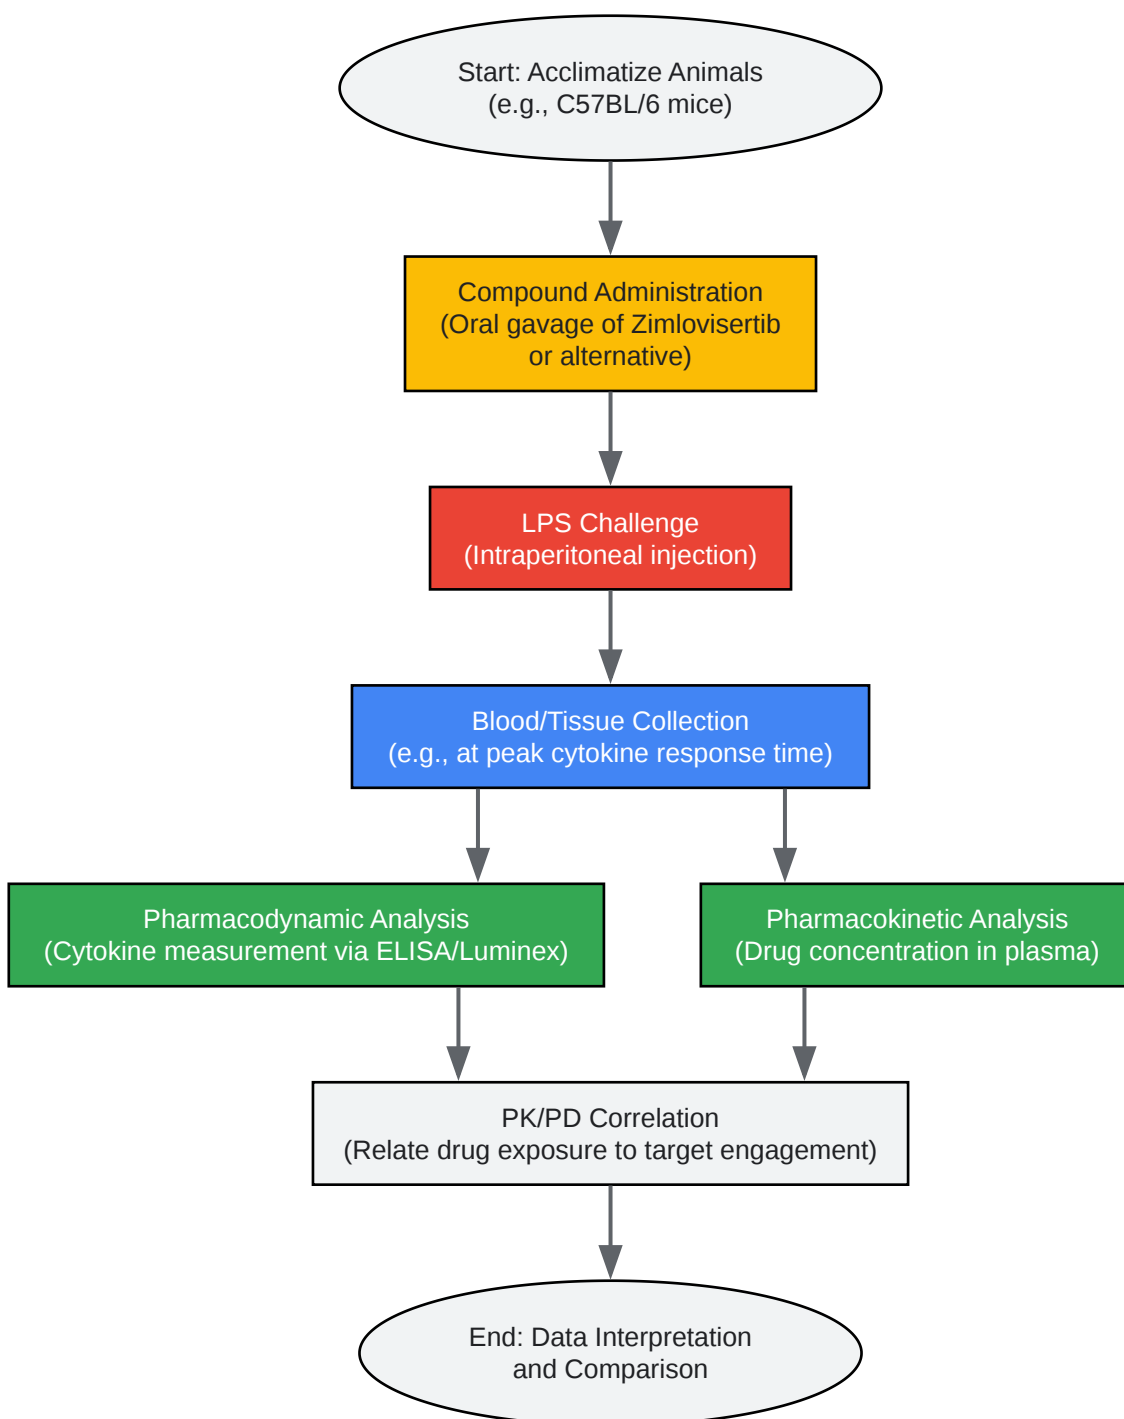 Start: Acclimatize Animals
(e.g., C57BL/6 mice)
Compound Administration
(Oral gavage of Zimlovisertib
or alternative)
LPS Challenge
(Intraperitoneal injection)
Blood/Tissue Collection
(e.g., at peak cytokine response time)
Pharmacodynamic Analysis
(Cytokine measurement via ELISA/Luminex)
Pharmacokinetic Analysis
(Drug concentration in plasma)
PK/PD Correlation
(Relate drug exposure to target engagement)
End: Data Interpretation
and Comparison